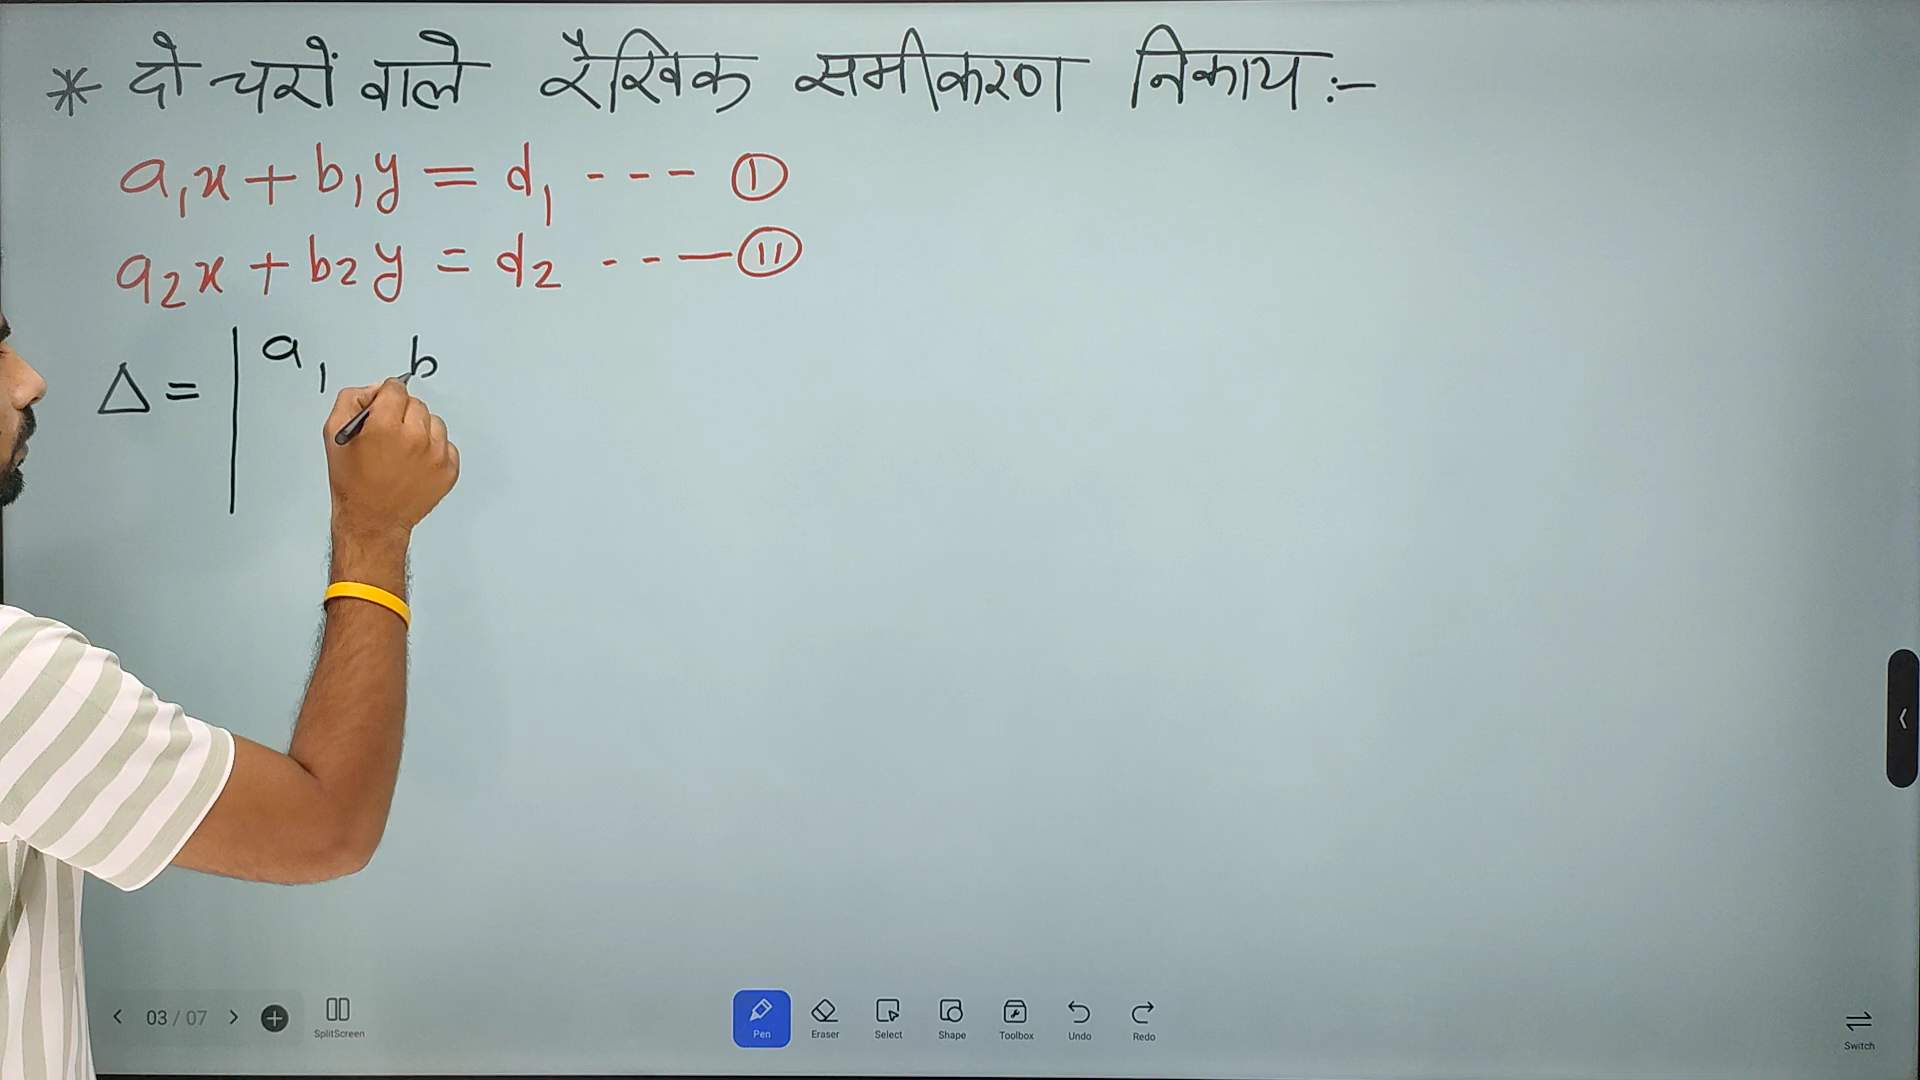 * दो चरों वाले रैखिक समीकरण निकाय :-
a₁x + b₁y = d₁ --- ①
a₂x + b₂y = d₂ --- ⑪
Δ = | a₁ b
< 03 / 07 >
SplitScreen
Pen Eraser Select Shape Toolbox Undo Redo
Switch